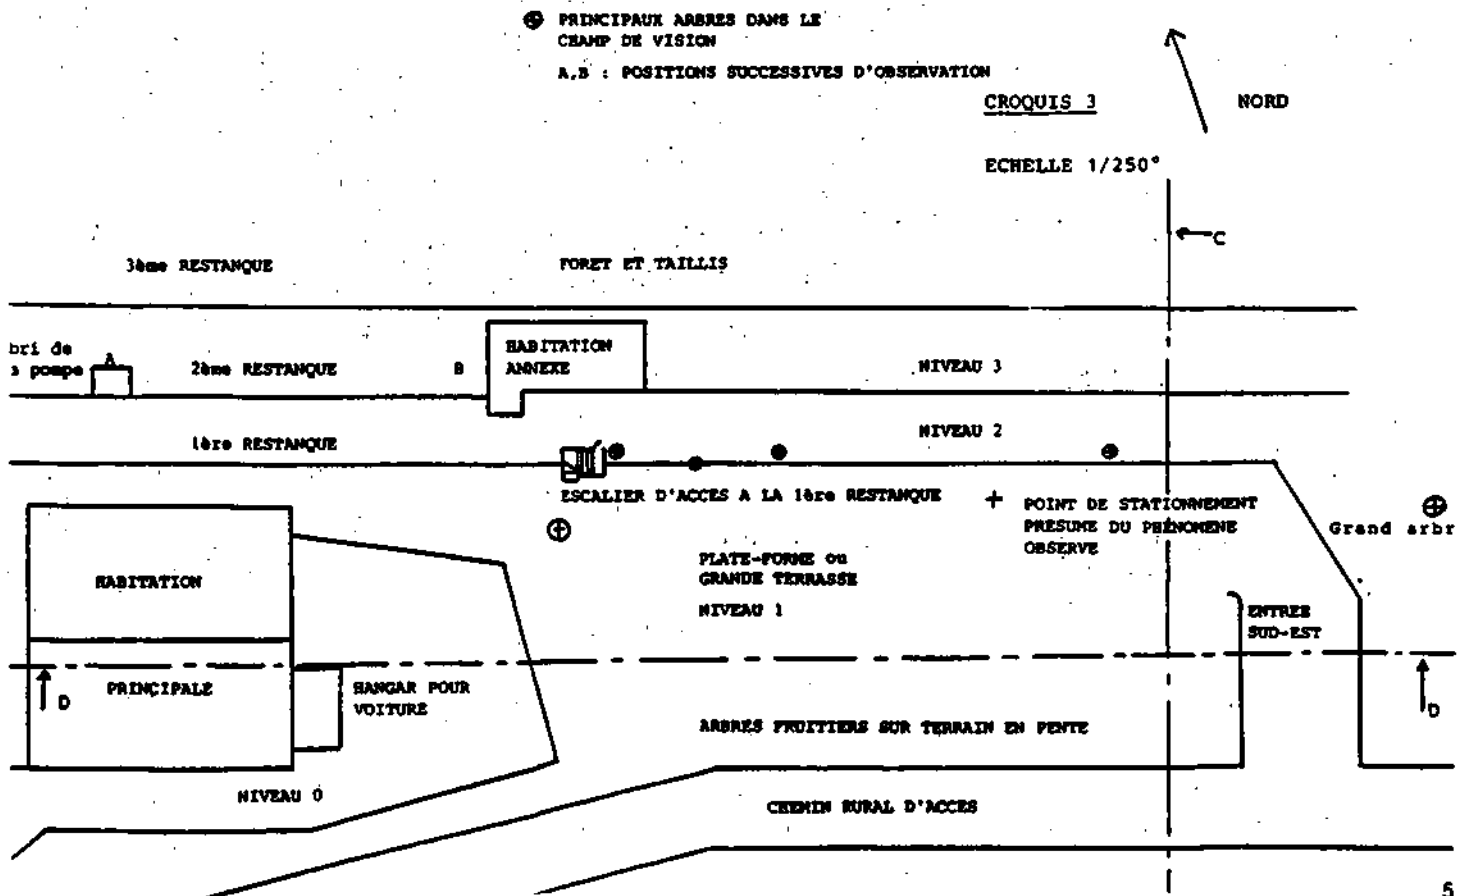 PRINCIPAUX ARBRES DANS LE
CHAMP DE VISION
A,B : POSITIONS SUCCESSIVES D'OBSERVATION
CROQUIS 3
NORD
ECHELLE 1/250°
C
3ème RESTANQUE
FORET ET TAILLIS
bri de
pompe
A
2ème RESTANQUE
B
HABITATION
ANNEXE
NIVEAU 3
1ère RESTANQUE
NIVEAU 2
ESCALIER D'ACCES A LA 1ère RESTANQUE
POINT DE STATIONNEMENT
PRESUME DU PHENOMENE
OBSERVE
Grand arbr
PLATE-FORME ou
GRANDE TERRASSE
NIVEAU 1
HABITATION
PRINCIPALE
ENTREE
SUD-EST
D
HANGAR POUR
VOITURE
D
ARBRES FRUITIERS SUR TERRAIN EN PENTE
NIVEAU 0
CHEMIN RURAL D'ACCES
5